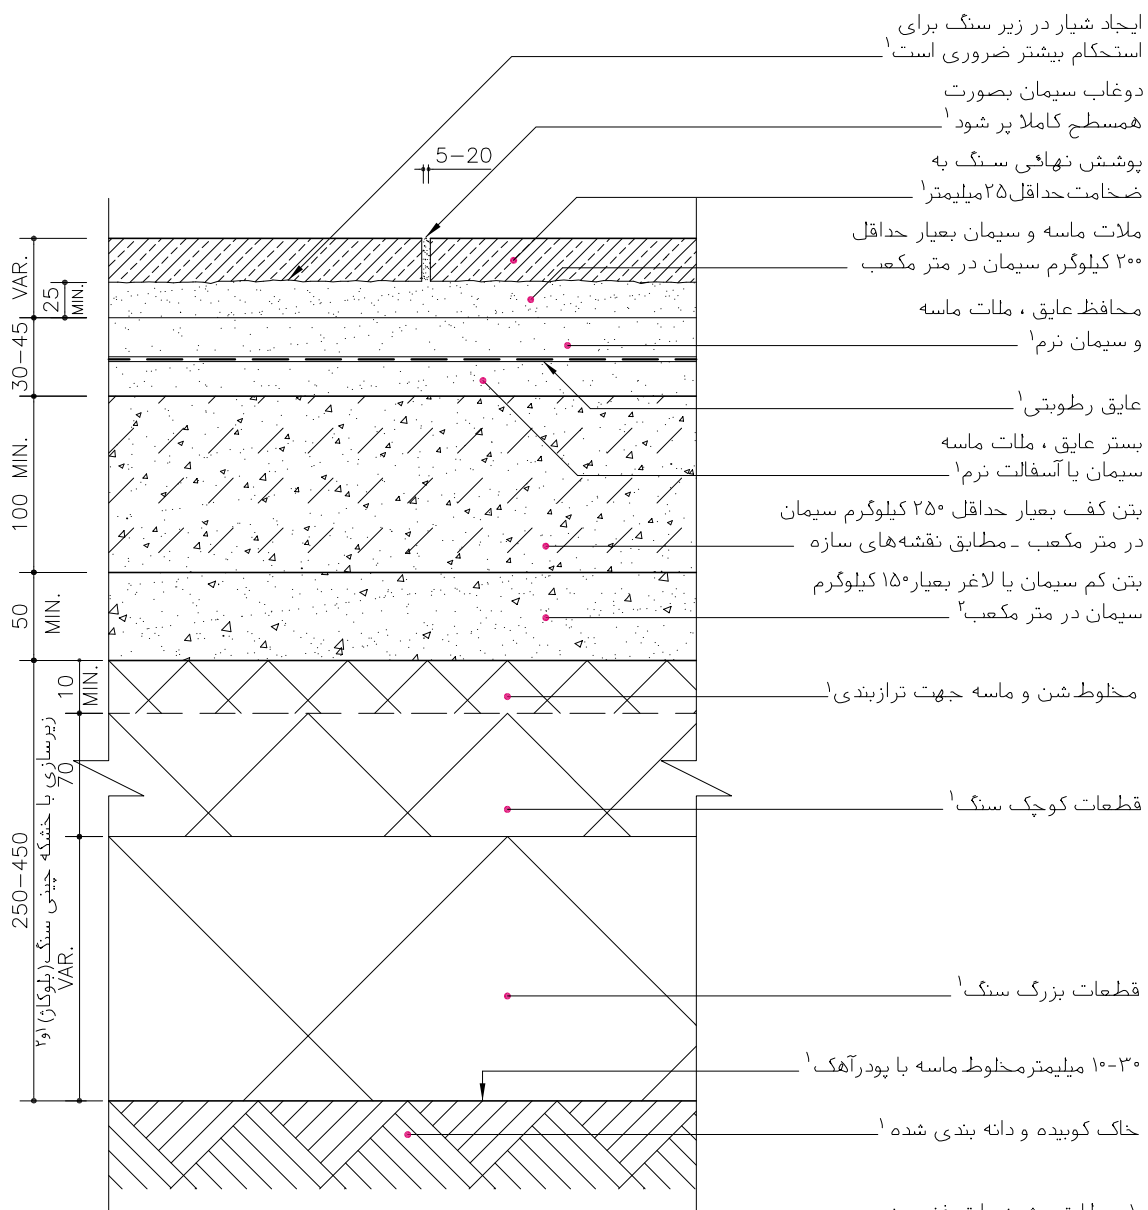 ایجاد شیار در زیر سنگ برای
استحکام بیشتر ضروری است۱
دوغاب سیمان بصورت
همسطح کاملا پر شود۱
5-20
پوشش نهائی سنگ به
ضخامت حداقل۲۵میلیمتر۱
ملات ماسه و سیمان بعیار حداقل
۲۰۰ کیلوگرم سیمان در متر مکعب
VAR.
25
MIN.
محافظ عایق ، ملات ماسه
و سیمان نرم۱
30-45
عایق رطوبتی۱
بستر عایق ، ملات ماسه
سیمان یا آسفالت نرم۱
100 MIN.
بتن کف بعیار حداقل ۲۵۰ کیلوگرم سیمان
در متر مکعب - مطابق نقشه‌های سازه
بتن کم سیمان یا لاغر بعیار۱۵۰ کیلوگرم
سیمان در متر مکعب۲
50
MIN.
10
MIN.
مخلوط شن و ماسه جهت ترازبندی۱
70
قطعات کوچک سنگ۱
250-450
زیرسازی با خشکه چینی سنگ(بلوکاژ) ۱و۲
VAR.
قطعات بزرگ سنگ۱
۱۰-۳۰ میلیمتر مخلوط ماسه با پودرآهک۱
خاک کوبیده و دانه بندی شده۱